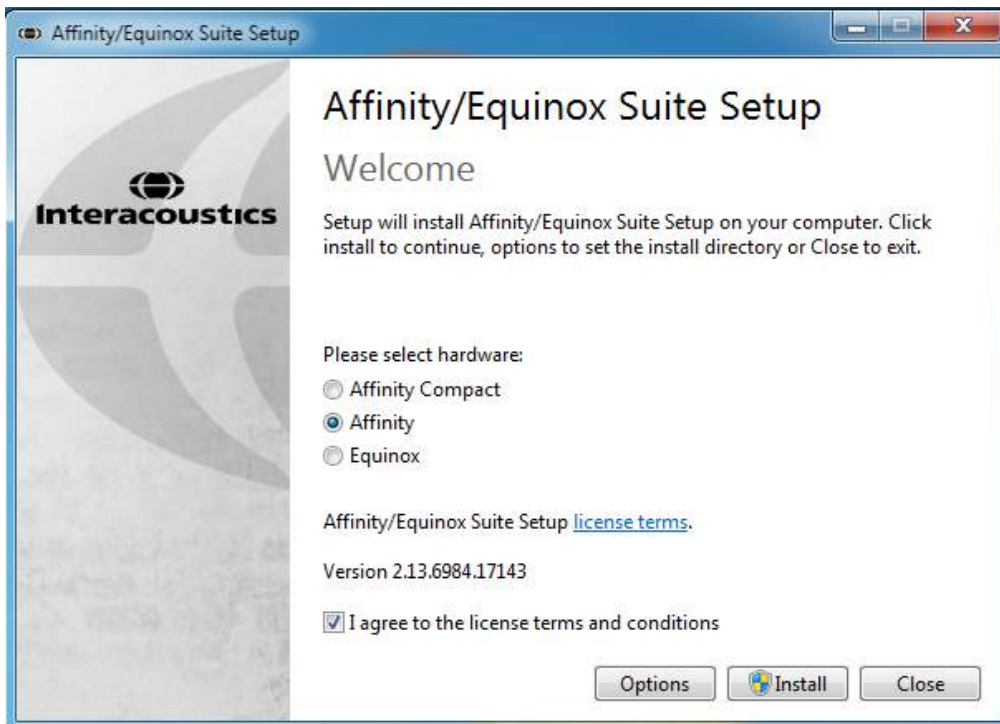 Affinity/Equinox Suite Setup
Interacoustics
Affinity/Equinox Suite Setup
Welcome
Setup will install Affinity/Equinox Suite Setup on your computer. Click
install to continue, options to set the install directory or Close to exit.
Please select hardware:
Affinity Compact
Affinity
Equinox
Affinity/Equinox Suite Setup license terms.
Version 2.13.6984.17143
I agree to the license terms and conditions
Options
Install
Close